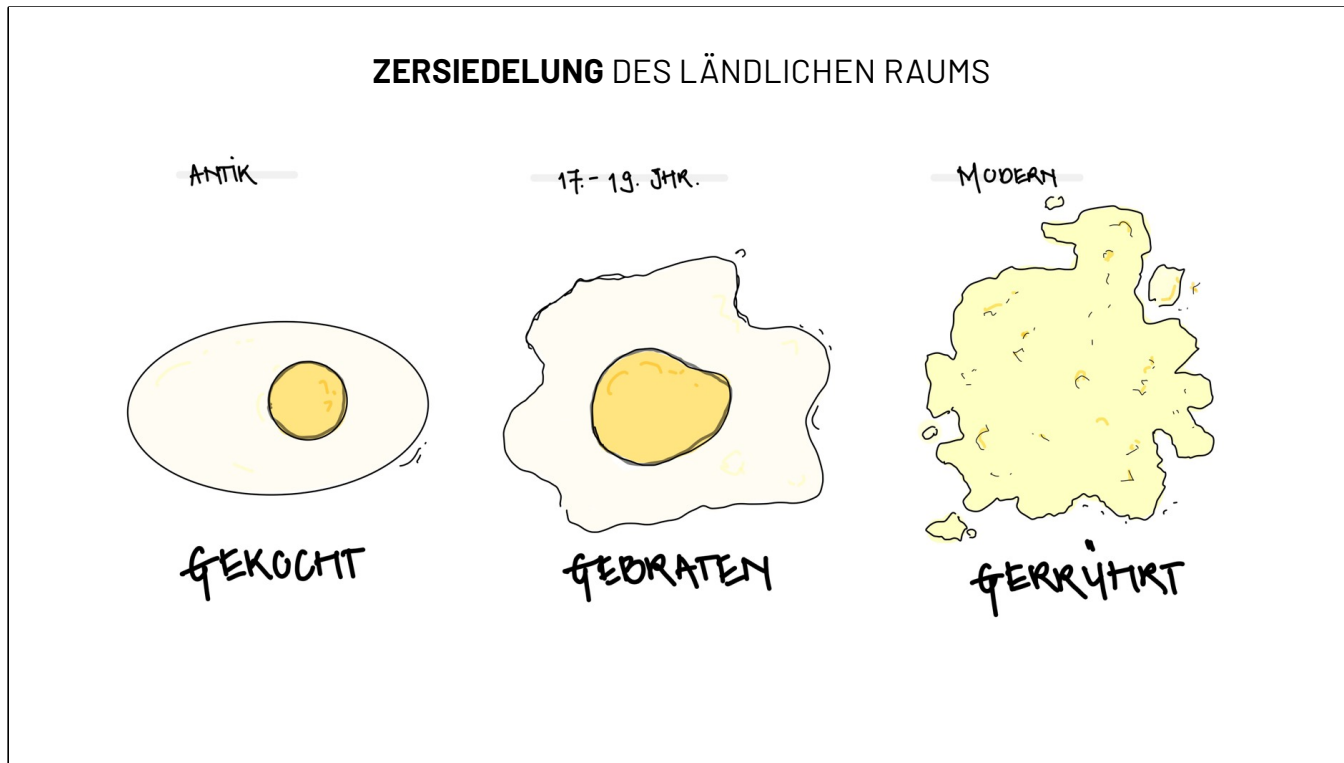 ZERSIEDELUNG DES LÄNDLICHEN RAUMS
ANTIK
17.- 19. JHR.
MODERN
GEKOCHT
GEBRATEN
GERRÜHRT